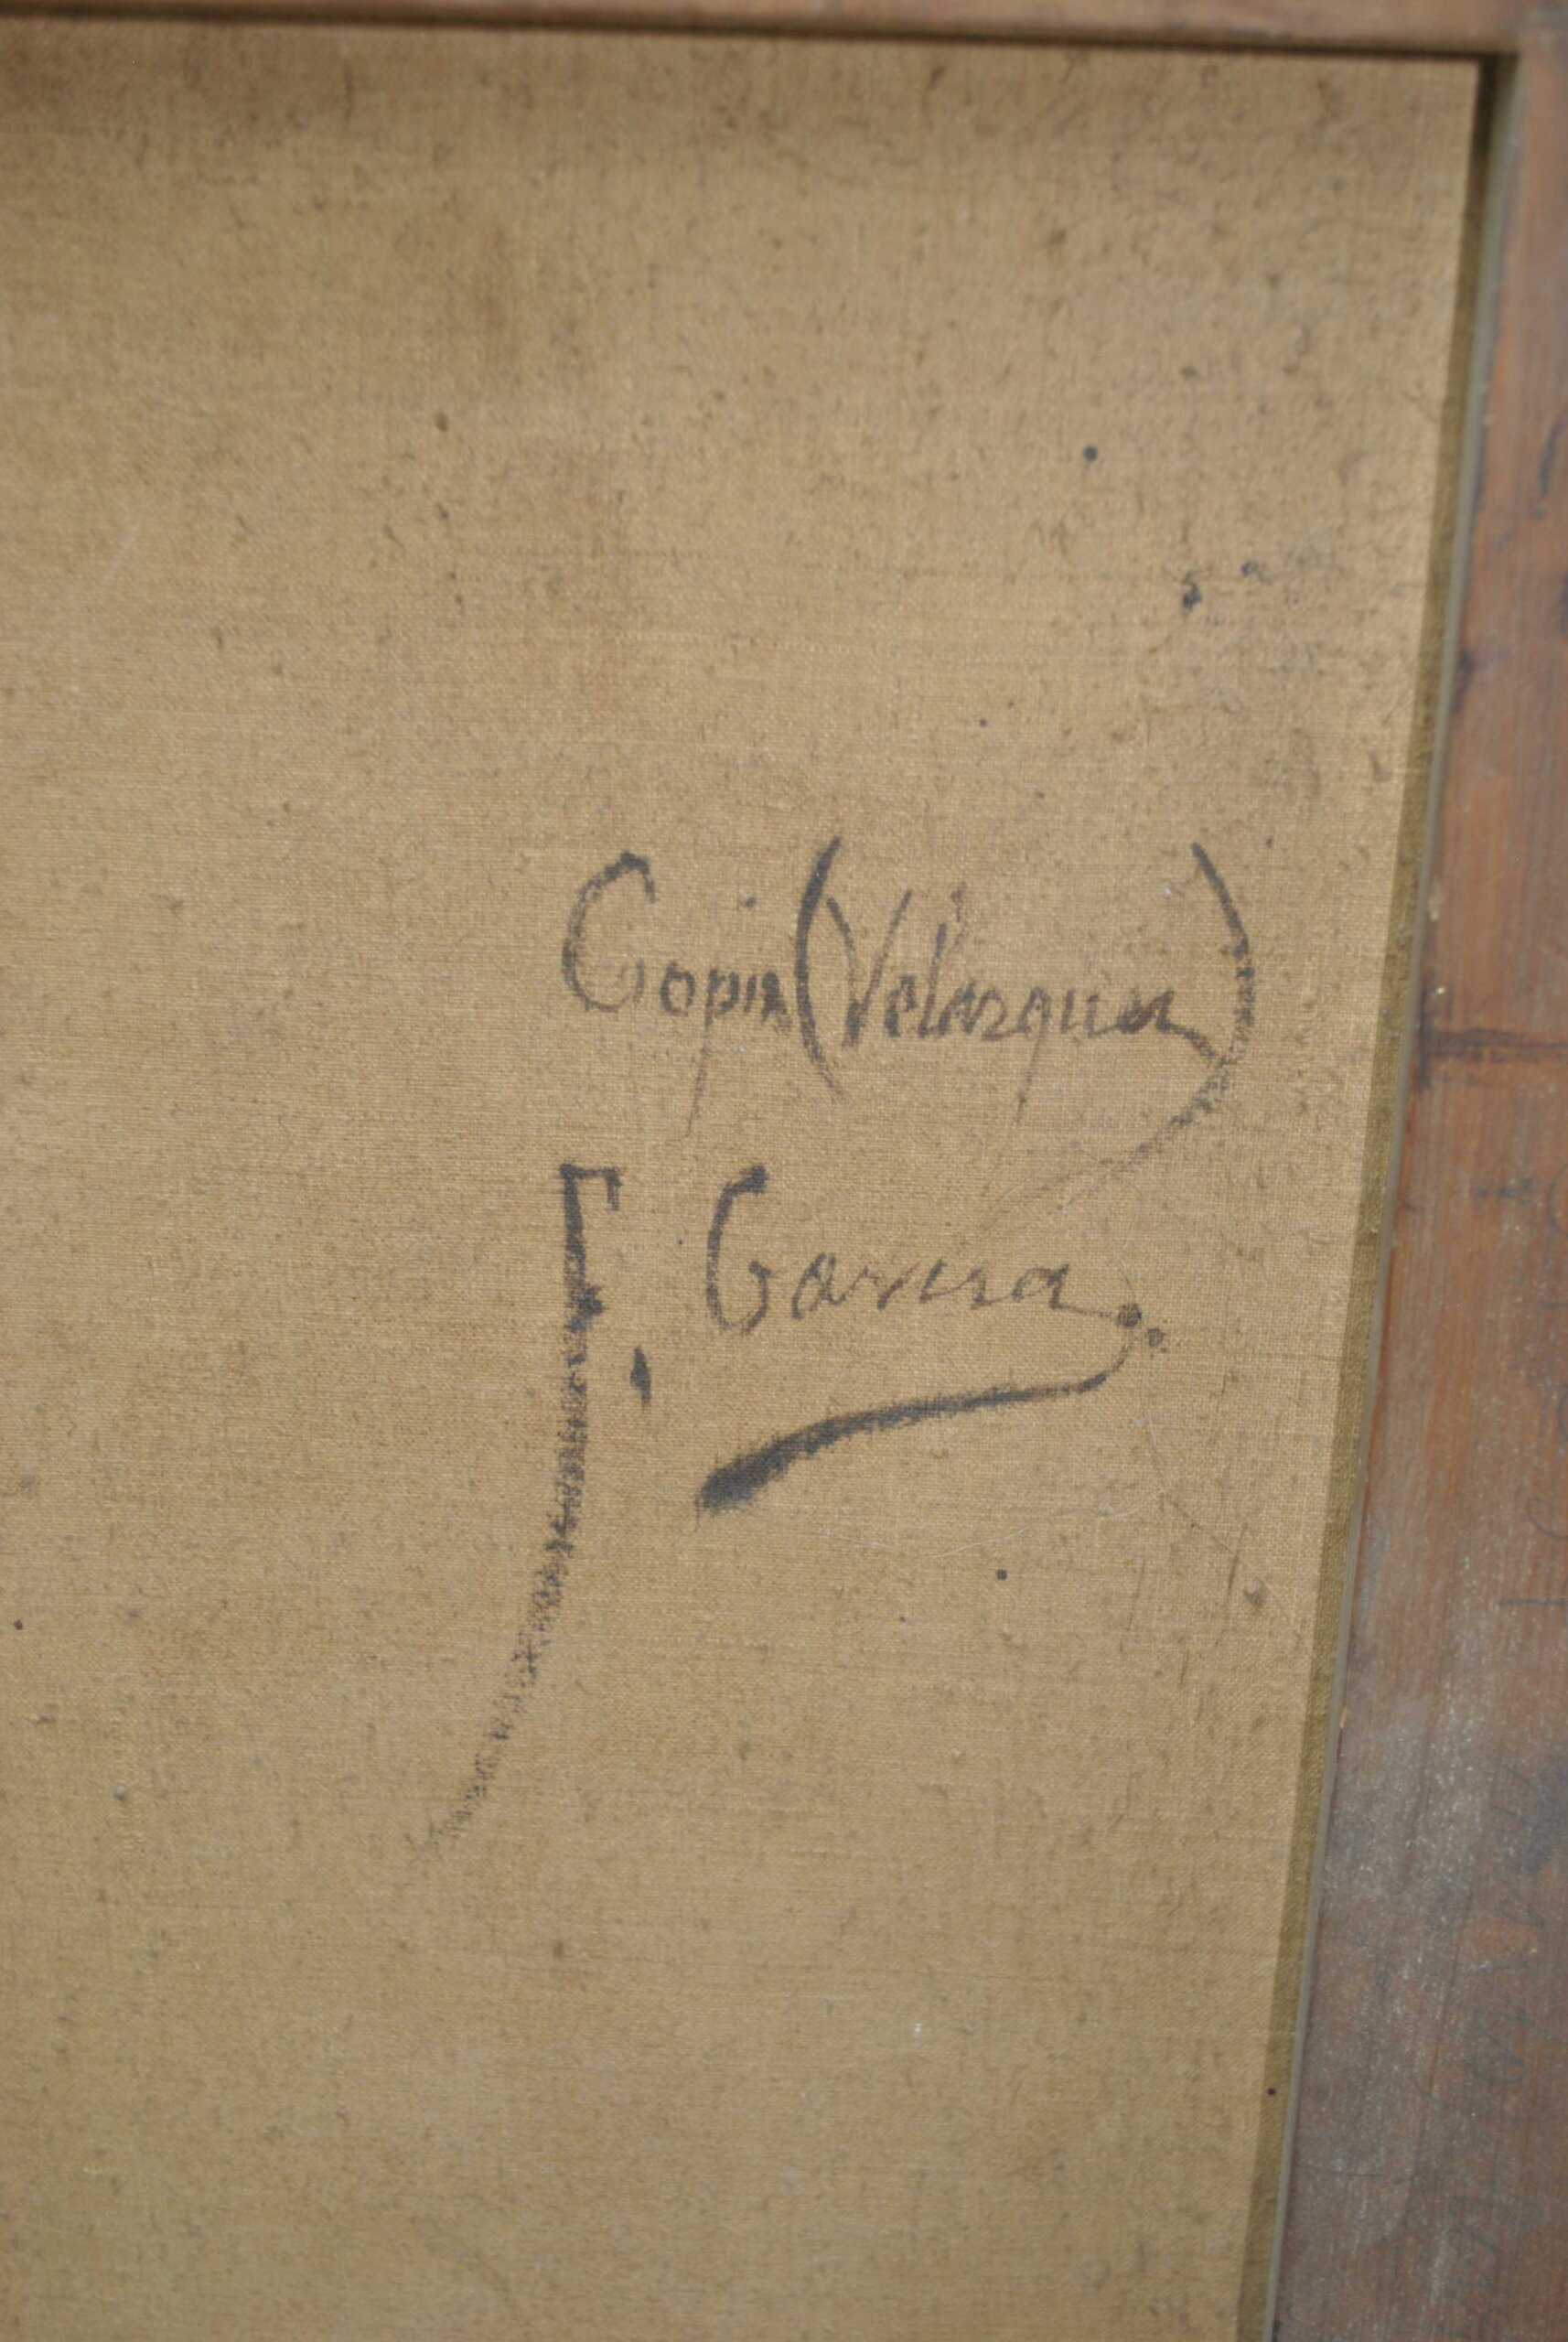 Copia (Velazquez)
F. Garcia